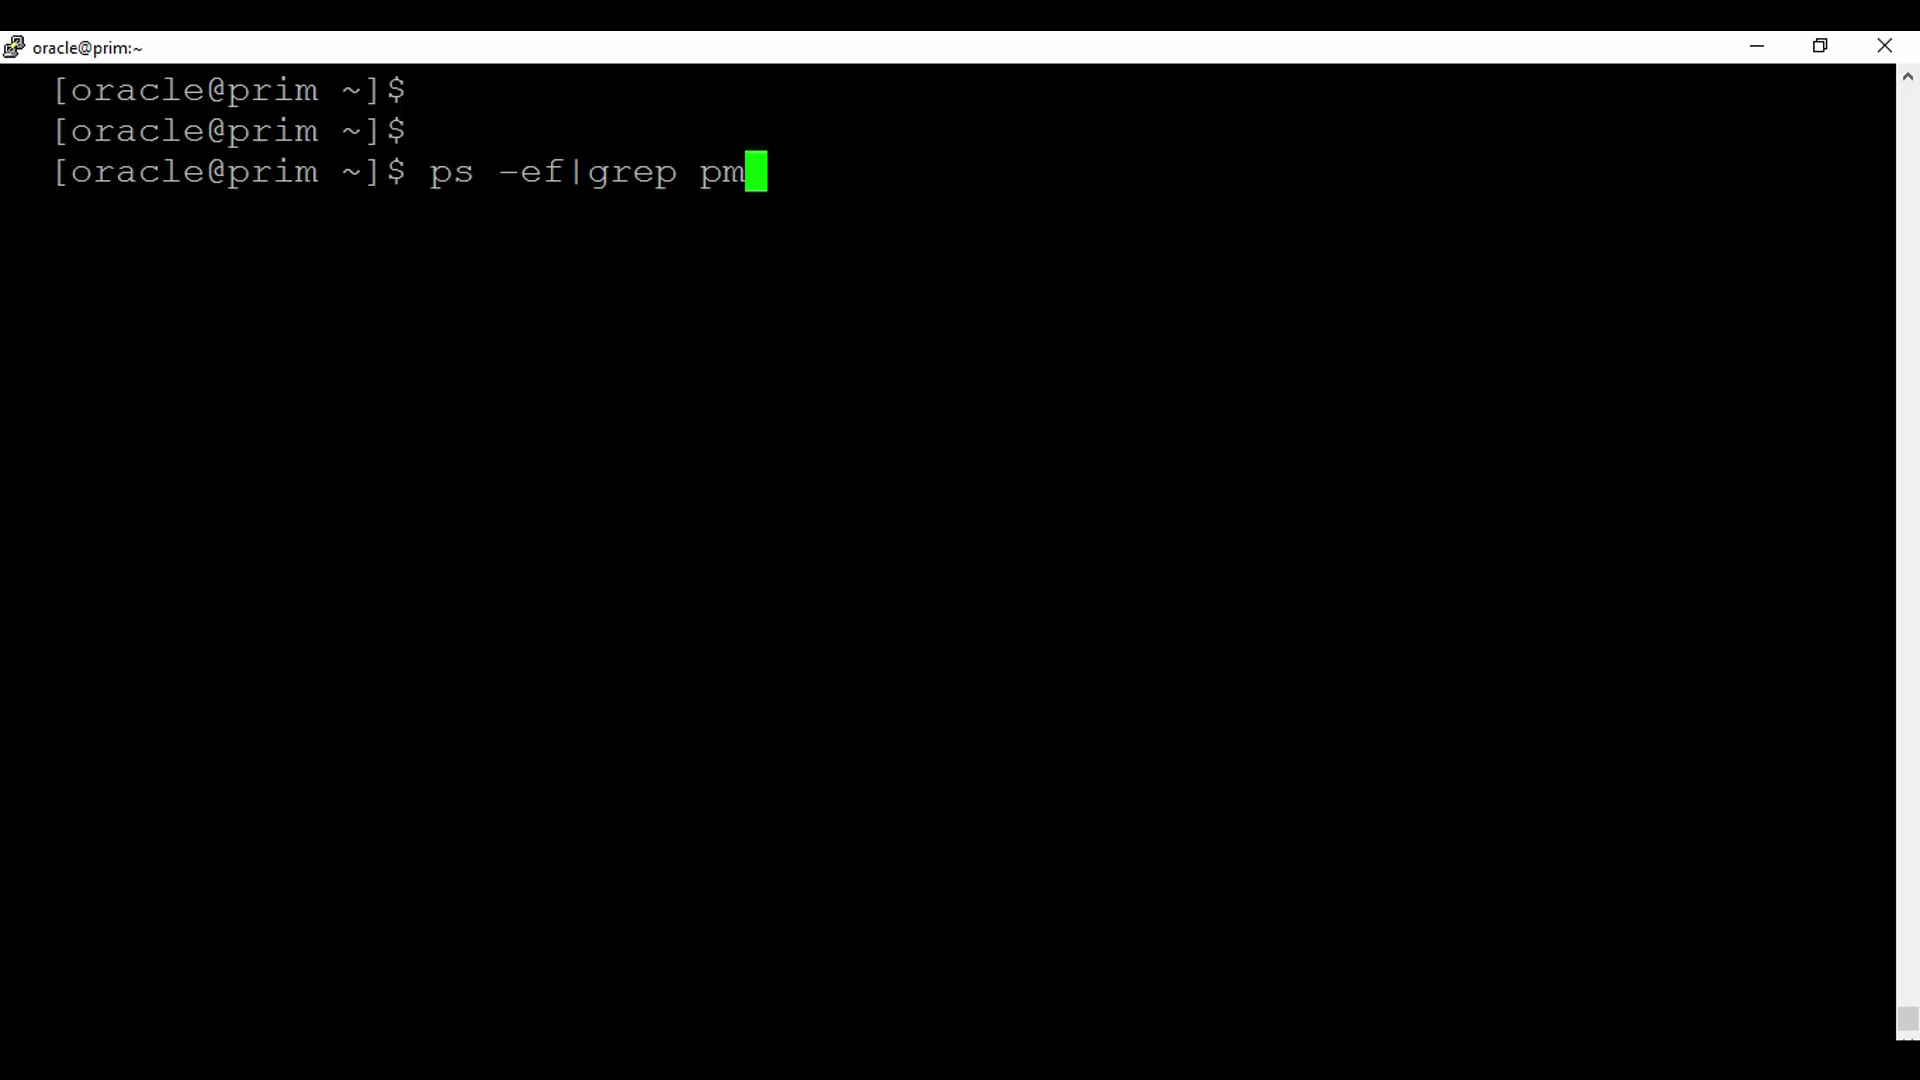 oracle@prim:~
[oracle@prim ~]$
[oracle@prim ~]$
[oracle@prim ~]$ ps -ef|grep pm